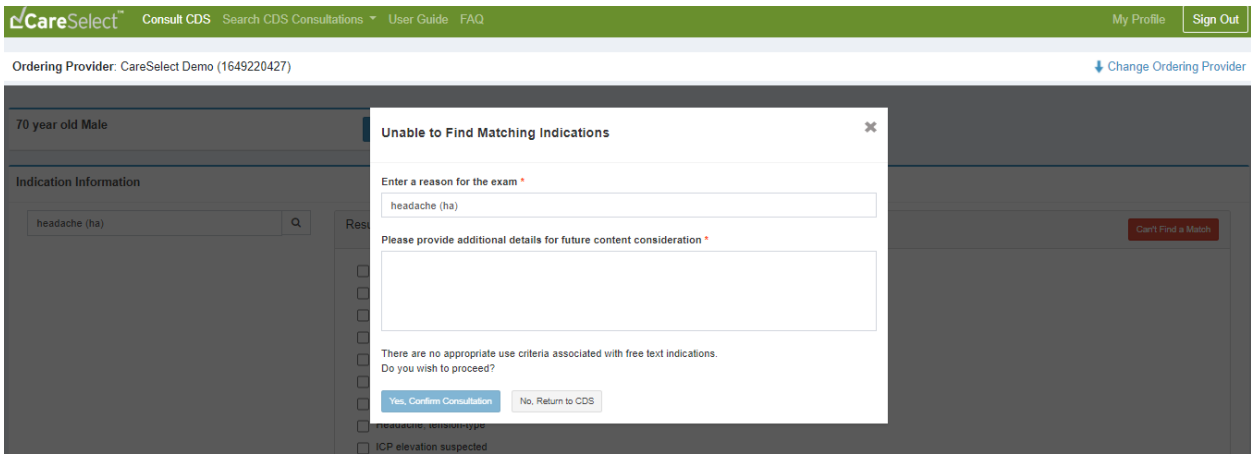 CareSelect™ Consult CDS Search CDS Consultations User Guide FAQ My Profile Sign Out
Ordering Provider: CareSelect Demo (1649220427) Change Ordering Provider
70 year old Male
Unable to Find Matching Indications
Indication Information
Enter a reason for the exam *
headache (ha)
headache (ha)
Resu
Can't Find a Match
Please provide additional details for future content consideration *
There are no appropriate use criteria associated with free text indications.
Do you wish to proceed?
Yes, Confirm Consultation No, Return to CDS
Headache, tension-type
ICP elevation suspected